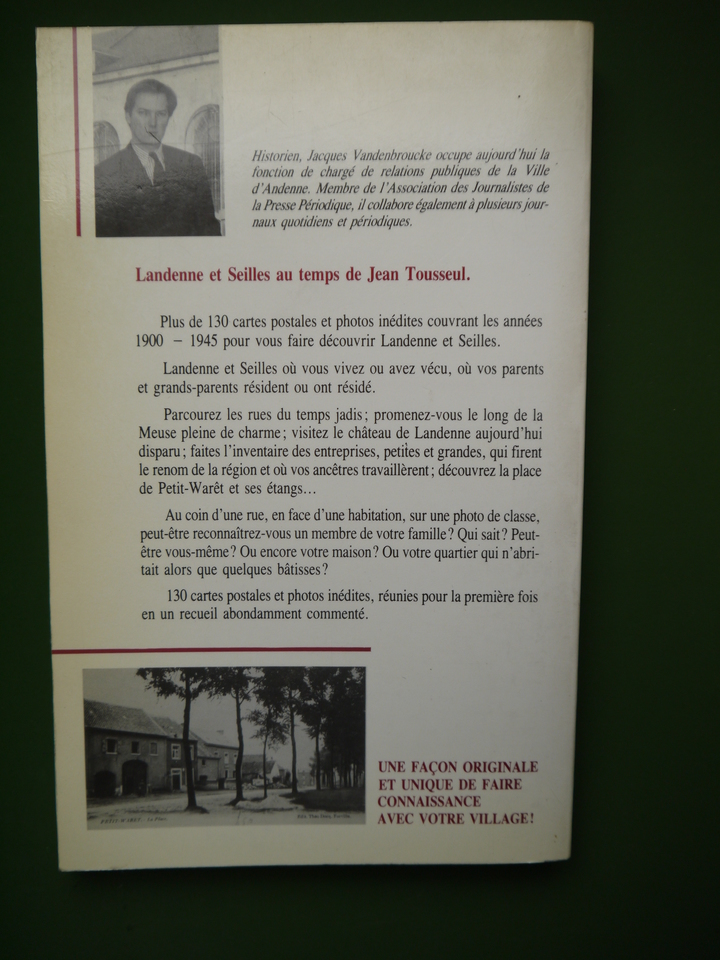 Historien, Jacques Vandenbroucke occupe aujourd'hui la
fonction de chargé de relations publiques de la Ville
d'Andenne. Membre de l'Association des Journalistes de
la Presse Périodique, il collabore également à plusieurs jour-
naux quotidiens et périodiques.
Landenne et Seilles au temps de Jean Tousseul.
Plus de 130 cartes postales et photos inédites couvrant les années
1900 – 1945 pour vous faire découvrir Landenne et Seilles.
Landenne et Seilles où vous vivez ou avez vécu, où vos parents
et grands-parents résident ou ont résidé.
Parcourez les rues du temps jadis ; promenez-vous le long de la
Meuse pleine de charme ; visitez le château de Landenne aujourd'hui
disparu ; faites l'inventaire des entreprises, petites et grandes, qui firent
le renom de la région et où vos ancêtres travaillèrent ; découvrez la place
de Petit-Warêt et ses étangs...
Au coin d'une rue, en face d'une habitation, sur une photo de classe,
peut-être reconnaîtrez-vous un membre de votre famille ? Qui sait ? Peut-
être vous-même ? Ou encore votre maison ? Ou votre quartier qui n'abri-
tait alors que quelques bâtisses ?
130 cartes postales et photos inédites, réunies pour la première fois
en un recueil abondamment commenté.
UNE FAÇON ORIGINALE
ET UNIQUE DE FAIRE
CONNAISSANCE
AVEC VOTRE VILLAGE !
PETIT-WARET - La Place